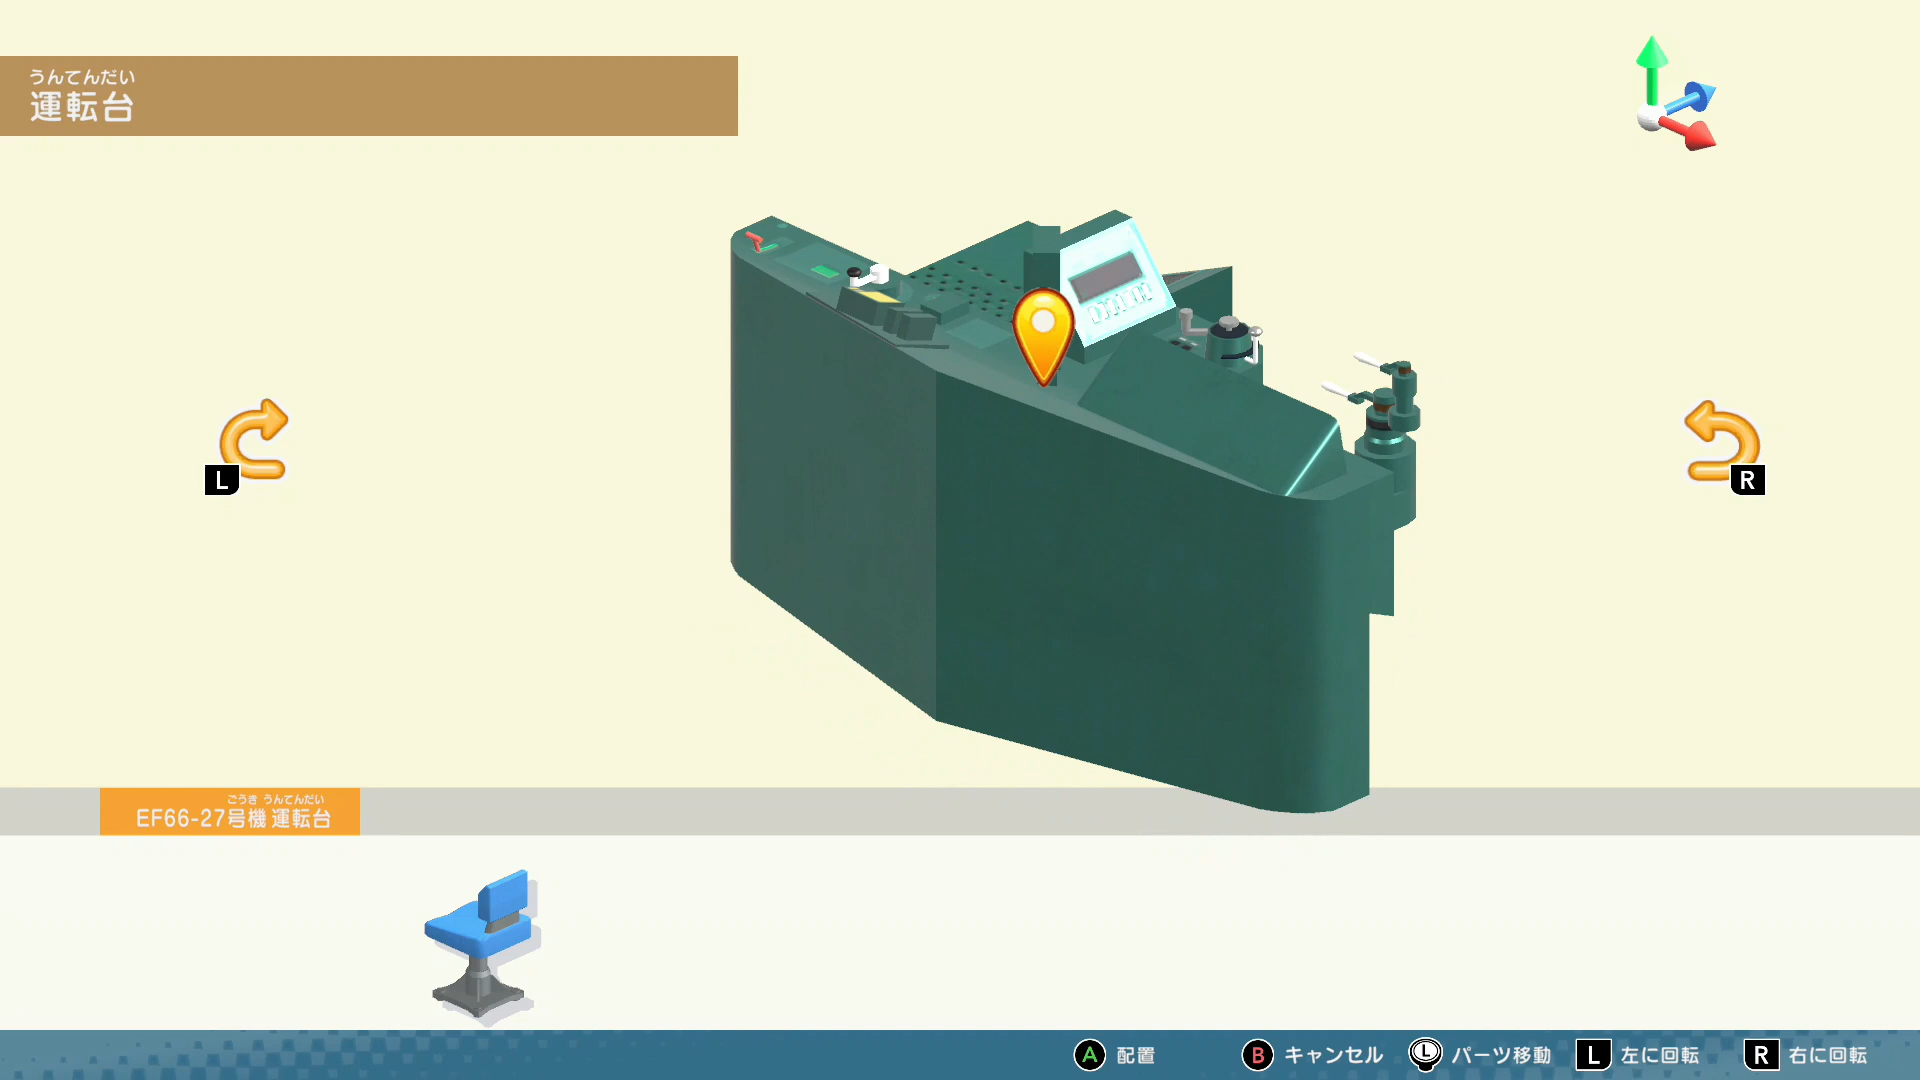 うんてんだい
運転台
L
R
ごうき うんてんだい
EF66-27号機 運転台
A 配置
B キャンセル
L パーツ移動
L 左に回転
R 右に回転